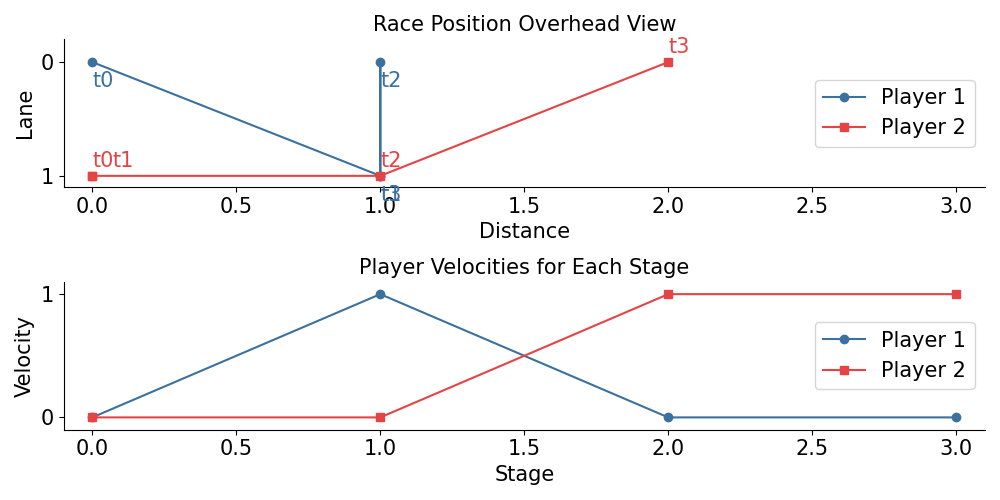 Race Position Overhead View
Lane
0
1
t0
t2
t3
t0t1
t2
t3
Player 1
Player 2
0.0 0.5 1.0 1.5 2.0 2.5 3.0
Distance
Player Velocities for Each Stage
Velocity
1
0
Player 1
Player 2
0.0 0.5 1.0 1.5 2.0 2.5 3.0
Stage